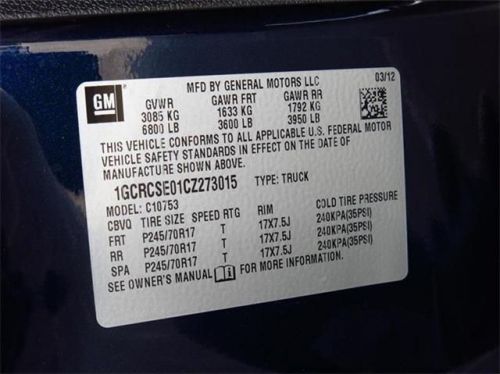 GM
MFD BY GENERAL MOTORS LLC 03/12
GVWR GAWR FRT GAWR RR
3085 KG 1633 KG 1792 KG
6800 LB 3600 LB 3950 LB
THIS VEHICLE CONFORMS TO ALL APPLICABLE U.S. FEDERAL MOTOR
VEHICLE SAFETY STANDARDS IN EFFECT ON THE DATE OF
MANUFACTURE SHOWN ABOVE.
1GCRCSE01CZ273015 TYPE: TRUCK
MODEL: C10753
CBVQ TIRE SIZE SPEED RTG RIM COLD TIRE PRESSURE
FRT P245/70R17 T 17X7.5J 240KPA(35PSI)
RR P245/70R17 T 17X7.5J 240KPA(35PSI)
SPA P245/70R17 T 17X7.5J 240KPA(35PSI)
SEE OWNER'S MANUAL FOR MORE INFORMATION.